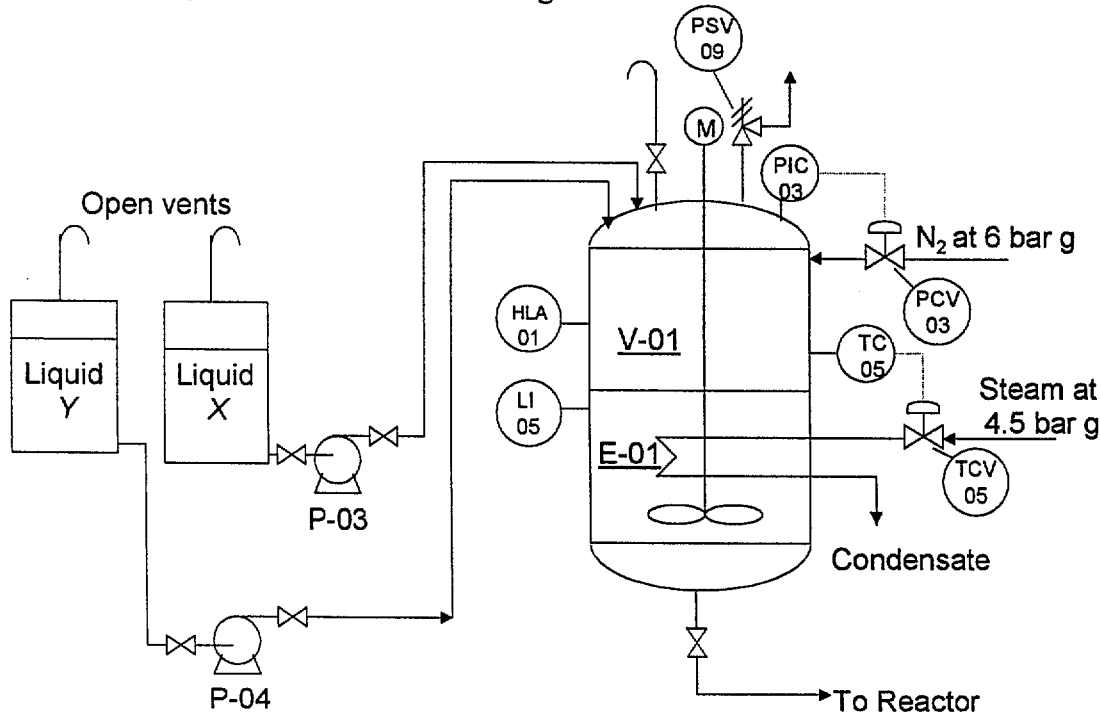 PSV
09
M
PIC
03
Open vents
N₂ at 6 bar g
PCV
03
HLA
01
V-01
TC
05
Liquid
Y
Liquid
X
LI
05
Steam at
4.5 bar g
E-01
TCV
05
P-03
Condensate
P-04
To Reactor